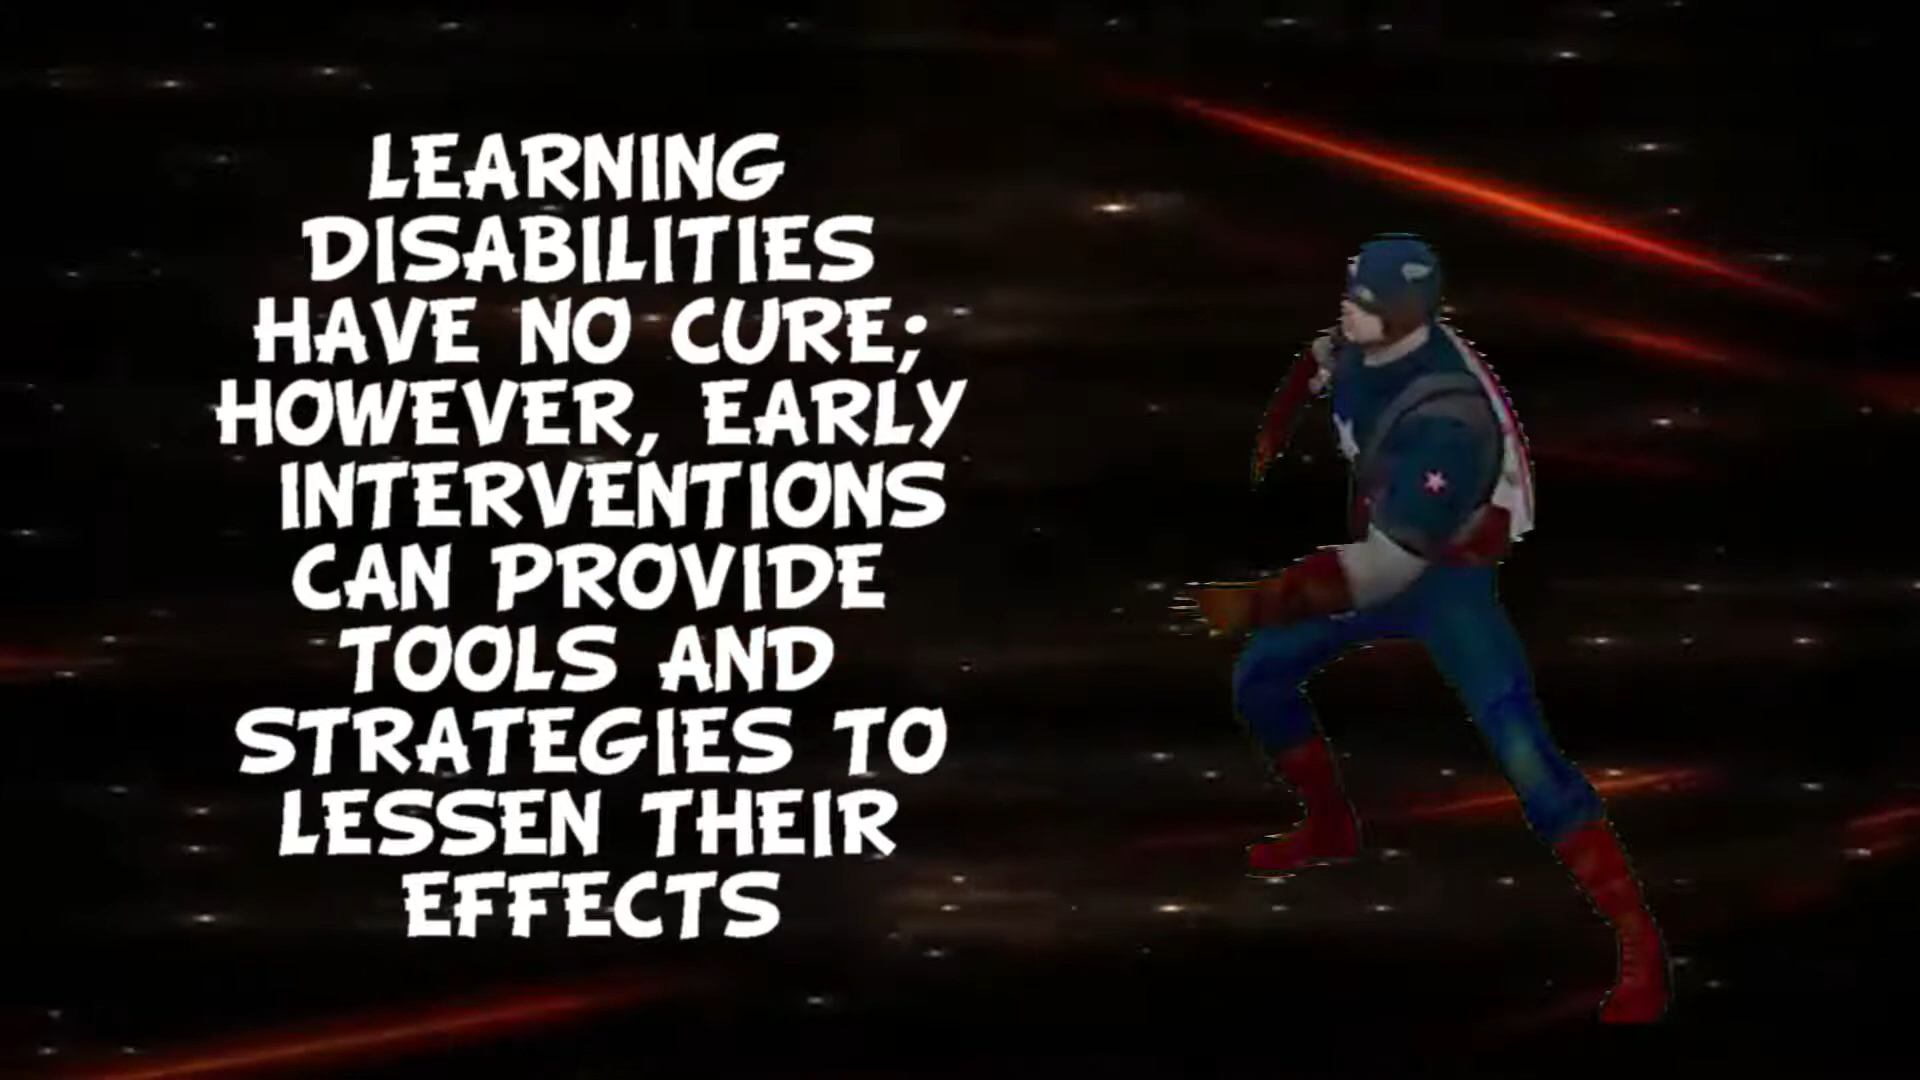 LEARNING
DISABILITIES
HAVE NO CURE;
HOWEVER, EARLY
INTERVENTIONS
CAN PROVIDE
TOOLS AND
STRATEGIES TO
LESSEN THEIR
EFFECTS